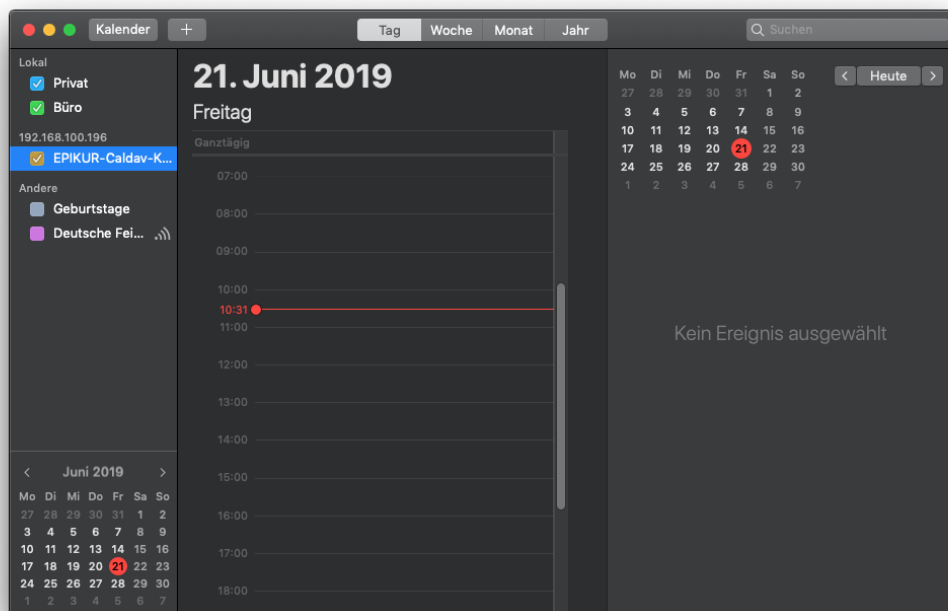 Kalender + Tag Woche Monat Jahr Suchen
Lokal
Privat
Büro
192.168.100.196
EPIKUR-Caldav-K...
Andere
Geburtstage
Deutsche Fei...
Juni 2019
Mo Di Mi Do Fr Sa So
27 28 29 30 31 1 2
3 4 5 6 7 8 9
10 11 12 13 14 15 16
17 18 19 20 21 22 23
24 25 26 27 28 29 30
1 2 3 4 5 6 7
21. Juni 2019
Freitag
Ganztägig
07:00
08:00
09:00
10:00
10:31
11:00
12:00
13:00
14:00
15:00
16:00
17:00
18:00
Mo Di Mi Do Fr Sa So
27 28 29 30 31 1 2
3 4 5 6 7 8 9
10 11 12 13 14 15 16
17 18 19 20 21 22 23
24 25 26 27 28 29 30
1 2 3 4 5 6 7
Heute
Kein Ereignis ausgewählt